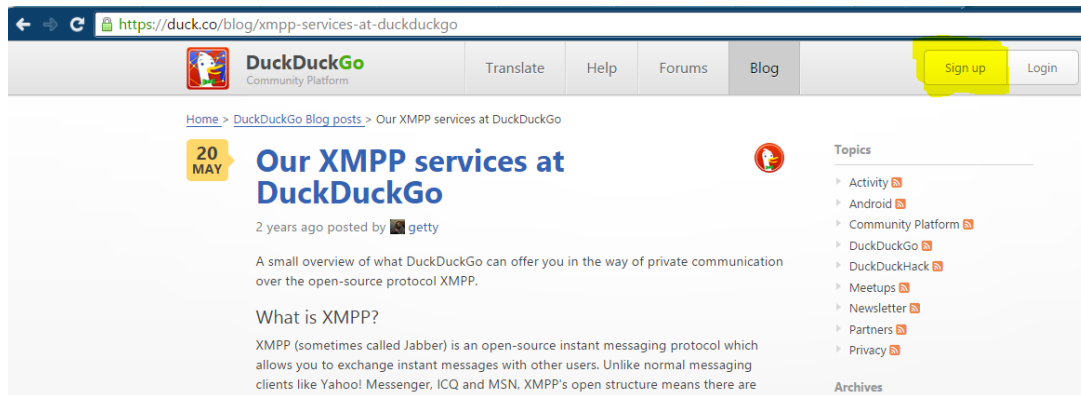 https://duck.co/blog/xmpp-services-at-duckduckgo
DuckDuckGo
Community Platform
Translate Help Forums Blog
Sign up Login
Home > DuckDuckGo Blog posts > Our XMPP services at DuckDuckGo
20
MAY
Our XMPP services at
DuckDuckGo
2 years ago posted by getty
A small overview of what DuckDuckGo can offer you in the way of private communication
over the open-source protocol XMPP.
What is XMPP?
XMPP (sometimes called Jabber) is an open-source instant messaging protocol which
allows you to exchange instant messages with other users. Unlike normal messaging
clients like Yahoo! Messenger, ICQ and MSN, XMPP's open structure means there are
Topics
Activity
Android
Community Platform
DuckDuckGo
DuckDuckHack
Meetups
Newsletter
Partners
Privacy
Archives